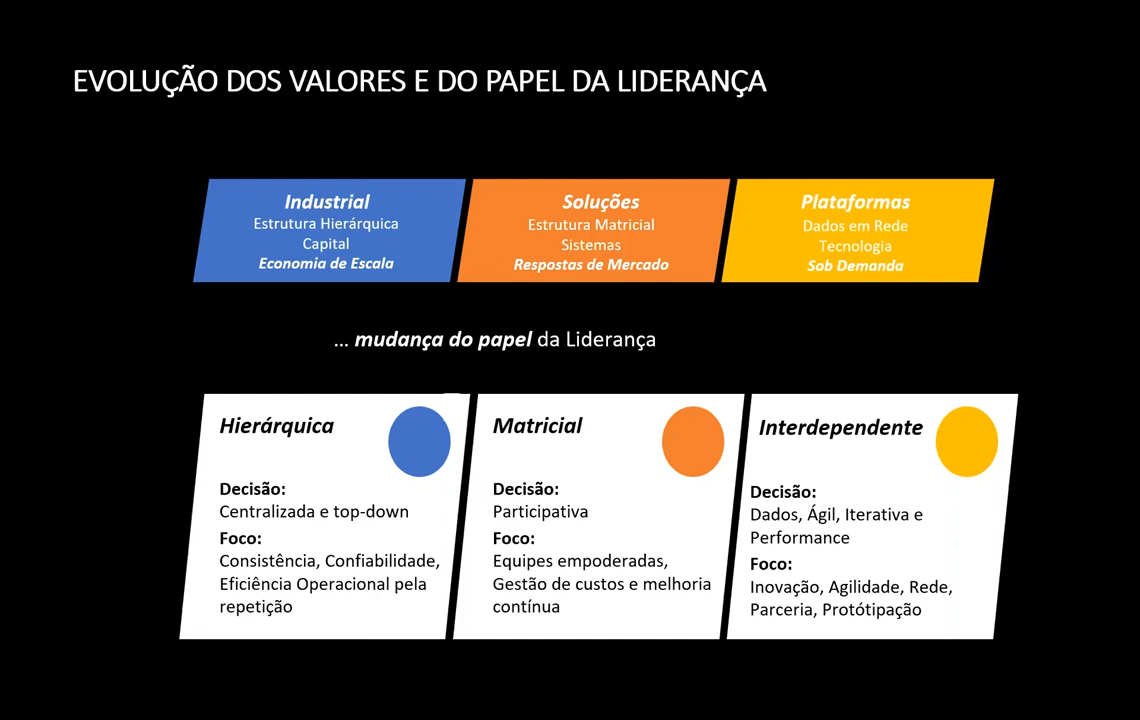 EVOLUÇÃO DOS VALORES E DO PAPEL DA LIDERANÇA
Industrial
Estrutura Hierárquica
Capital
Economia de Escala
Soluções
Estrutura Matricial
Sistemas
Respostas de Mercado
Plataformas
Dados em Rede
Tecnologia
Sob Demanda
... mudança do papel da Liderança
Hierárquica
Decisão:
Centralizada e top-down
Foco:
Consistência, Confiabilidade,
Eficiência Operacional pela
repetição
Matricial
Decisão:
Participativa
Foco:
Equipes empoderadas,
Gestão de custos e melhoria
contínua
Interdependente
Decisão:
Dados, Ágil, Iterativa e
Performance
Foco:
Inovação, Agilidade, Rede,
Parceria, Protótipação